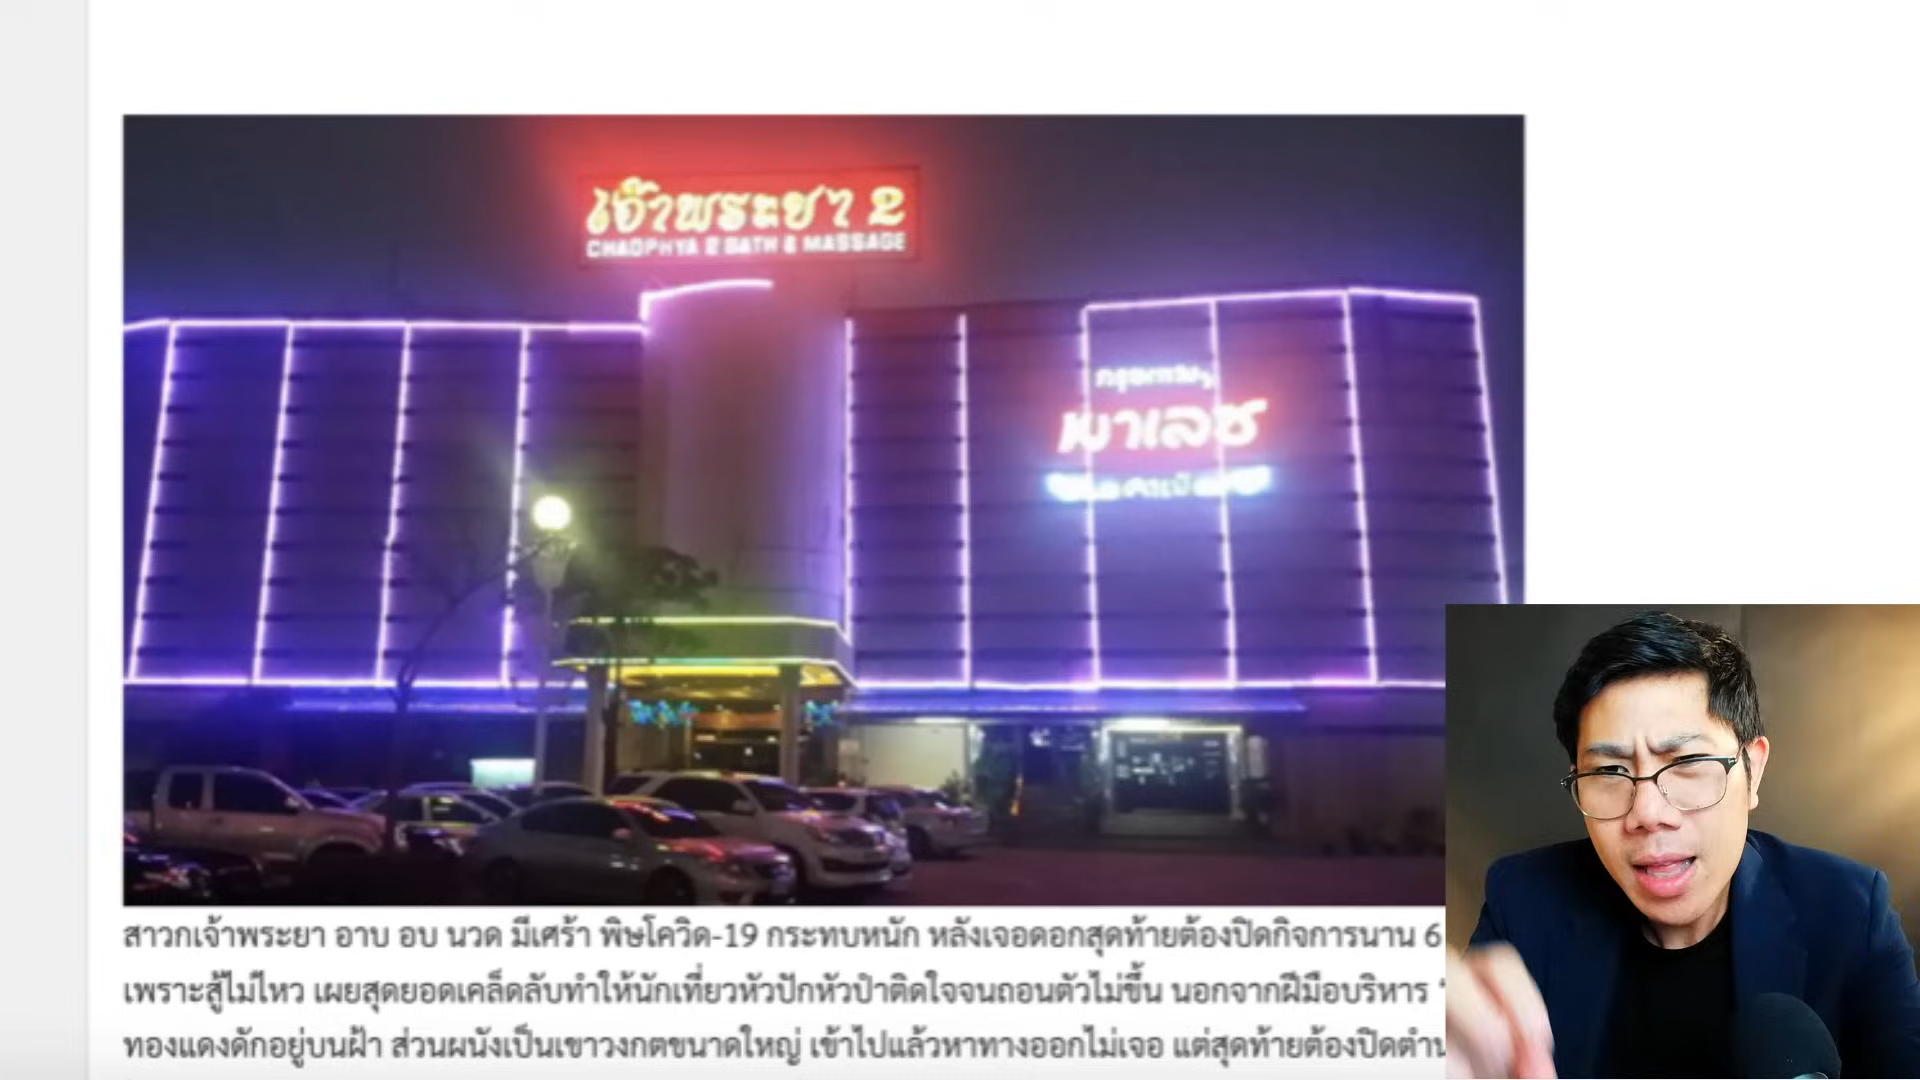 เจ้าพระยา 2
CHAOPHYA 2 BATH & MASSAGE
พาเลซ
สาวกเจ้าพระยา อาบ อบ นวด มีเศร้า พิษโควิด-19 กระทบหนัก หลังเจอดอกสุดท้ายต้องปิดกิจการนาน 6
เพราะสู้ไม่ไหว เผยสุดยอดเคล็ดลับทำให้นักเที่ยวหัวปักหัวปำติดใจจนถอนตัวไม่ขึ้น นอกจากฝีมือบริหาร '
ทองแดงดักอยู่บนฝ้า ส่วนผนังเป็นเขาวงกตขนาดใหญ่ เข้าไปแล้วหาทางออกไม่เจอ แต่สุดท้ายต้องปิดตำน